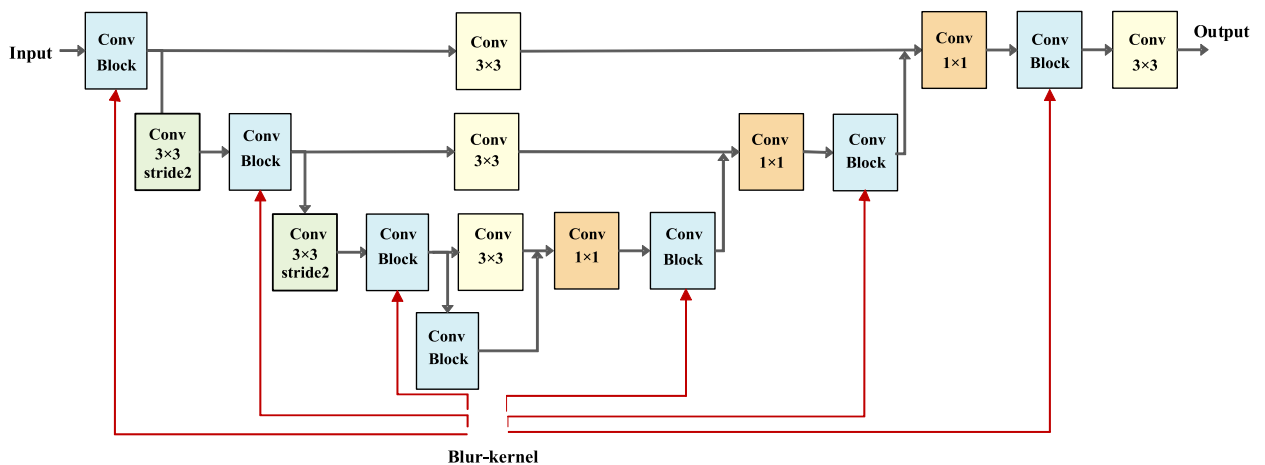 Input
Conv
Block
Conv
3×3
Conv
1×1
Conv
Block
Conv
3×3
Output
Conv
3×3
stride2
Conv
Block
Conv
3×3
Conv
1×1
Conv
Block
Conv
3×3
stride2
Conv
Block
Conv
3×3
Conv
1×1
Conv
Block
Conv
Block
Blur-kernel